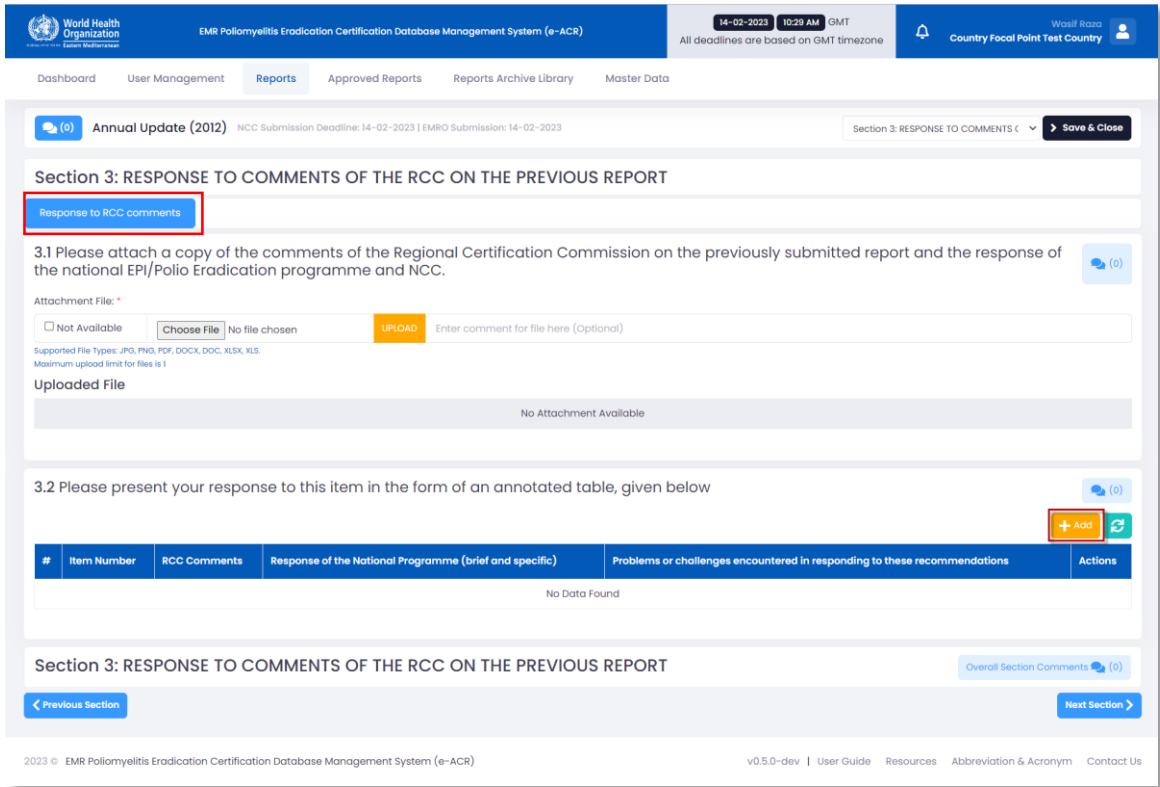 World Health
Organization
Eastern Mediterranean
EMR Poliomyelitis Eradication Certification Database Management System (e-ACR)
14-02-2023 10:29 AM GMT
All deadlines are based on GMT timezone
Wasif Raza
Country Focal Point Test Country
Dashboard User Management Reports Approved Reports Reports Archive Library Master Data
(0) Annual Update (2012) NCC Submission Deadline: 14-02-2023 | EMRO Submission: 14-02-2023
Section 3: RESPONSE TO COMMENTS ( Save & Close
Section 3: RESPONSE TO COMMENTS OF THE RCC ON THE PREVIOUS REPORT
Response to RCC comments
3.1 Please attach a copy of the comments of the Regional Certification Commission on the previously submitted report and the response of
the national EPI/Polio Eradication programme and NCC.
(0)
Attachment File: *
Not Available Choose File No file chosen UPLOAD Enter comment for file here (Optional)
Supported File Types: JPG, PNG, PDF, DOCX, DOC, XLSX, XLS.
Maximum upload limit for files is 1
Uploaded File
No Attachment Available
3.2 Please present your response to this item in the form of an annotated table, given below
(0)
+ Add
# Item Number RCC Comments Response of the National Programme (brief and specific) Problems or challenges encountered in responding to these recommendations Actions
No Data Found
Section 3: RESPONSE TO COMMENTS OF THE RCC ON THE PREVIOUS REPORT
Overall Section Comments (0)
Previous Section Next Section
2023 © EMR Poliomyelitis Eradication Certification Database Management System (e-ACR)
v0.5.0-dev | User Guide Resources Abbreviation & Acronym Contact Us